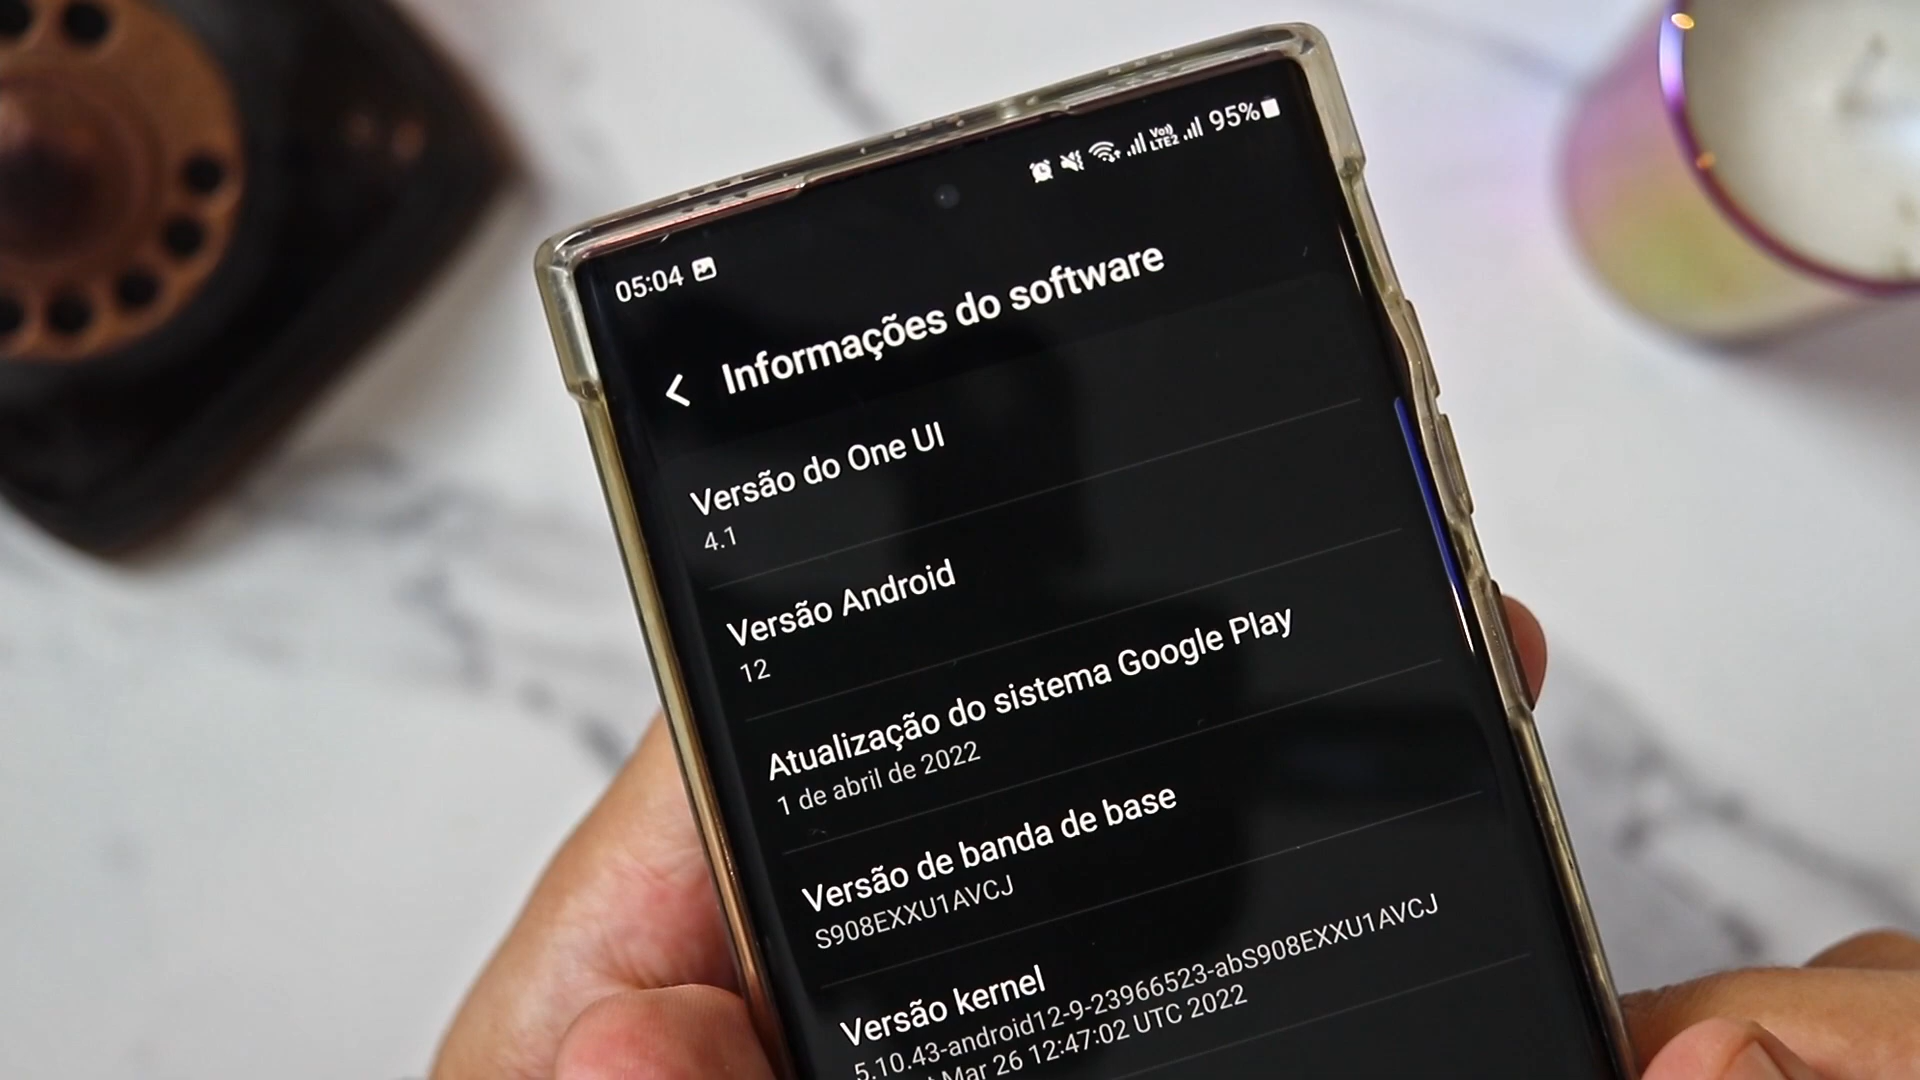 05:04
Vo)) LTE2 95%
Informações do software
Versão do One UI
4.1
Versão Android
12
Atualização do sistema Google Play
1 de abril de 2022
Versão de banda de base
S908EXXU1AVCJ
Versão kernel
5.10.43-android12-9-23966523-abS908EXXU1AVCJ
Mar 26 12:47:02 UTC 2022